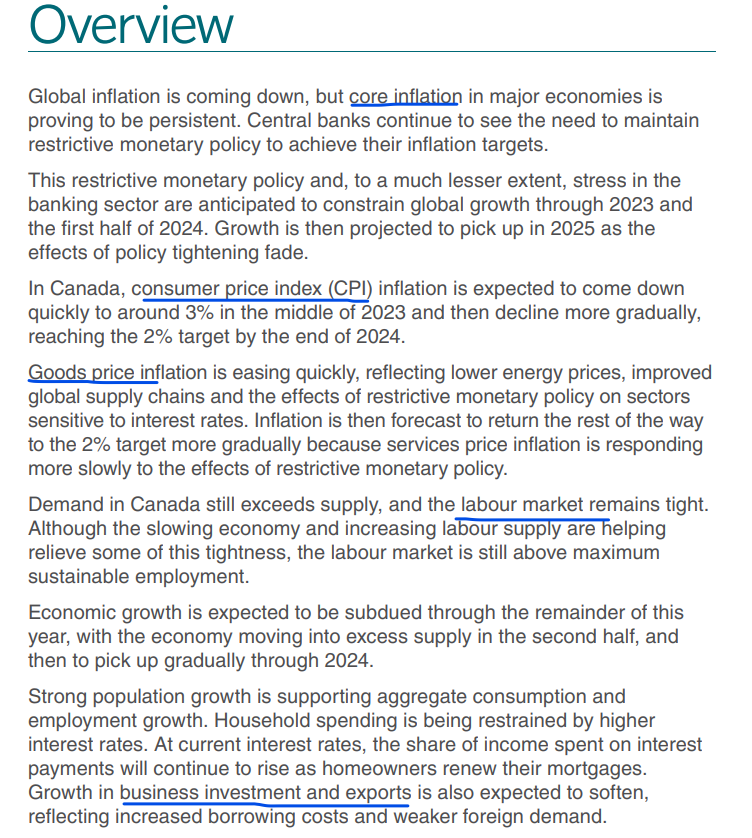 Overview
Global inflation is coming down, but core inflation in major economies is
proving to be persistent. Central banks continue to see the need to maintain
restrictive monetary policy to achieve their inflation targets.
This restrictive monetary policy and, to a much lesser extent, stress in the
banking sector are anticipated to constrain global growth through 2023 and
the first half of 2024. Growth is then projected to pick up in 2025 as the
effects of policy tightening fade.
In Canada, consumer price index (CPI) inflation is expected to come down
quickly to around 3% in the middle of 2023 and then decline more gradually,
reaching the 2% target by the end of 2024.
Goods price inflation is easing quickly, reflecting lower energy prices, improved
global supply chains and the effects of restrictive monetary policy on sectors
sensitive to interest rates. Inflation is then forecast to return the rest of the way
to the 2% target more gradually because services price inflation is responding
more slowly to the effects of restrictive monetary policy.
Demand in Canada still exceeds supply, and the labour market remains tight.
Although the slowing economy and increasing labour supply are helping
relieve some of this tightness, the labour market is still above maximum
sustainable employment.
Economic growth is expected to be subdued through the remainder of this
year, with the economy moving into excess supply in the second half, and
then to pick up gradually through 2024.
Strong population growth is supporting aggregate consumption and
employment growth. Household spending is being restrained by higher
interest rates. At current interest rates, the share of income spent on interest
payments will continue to rise as homeowners renew their mortgages.
Growth in business investment and exports is also expected to soften,
reflecting increased borrowing costs and weaker foreign demand.